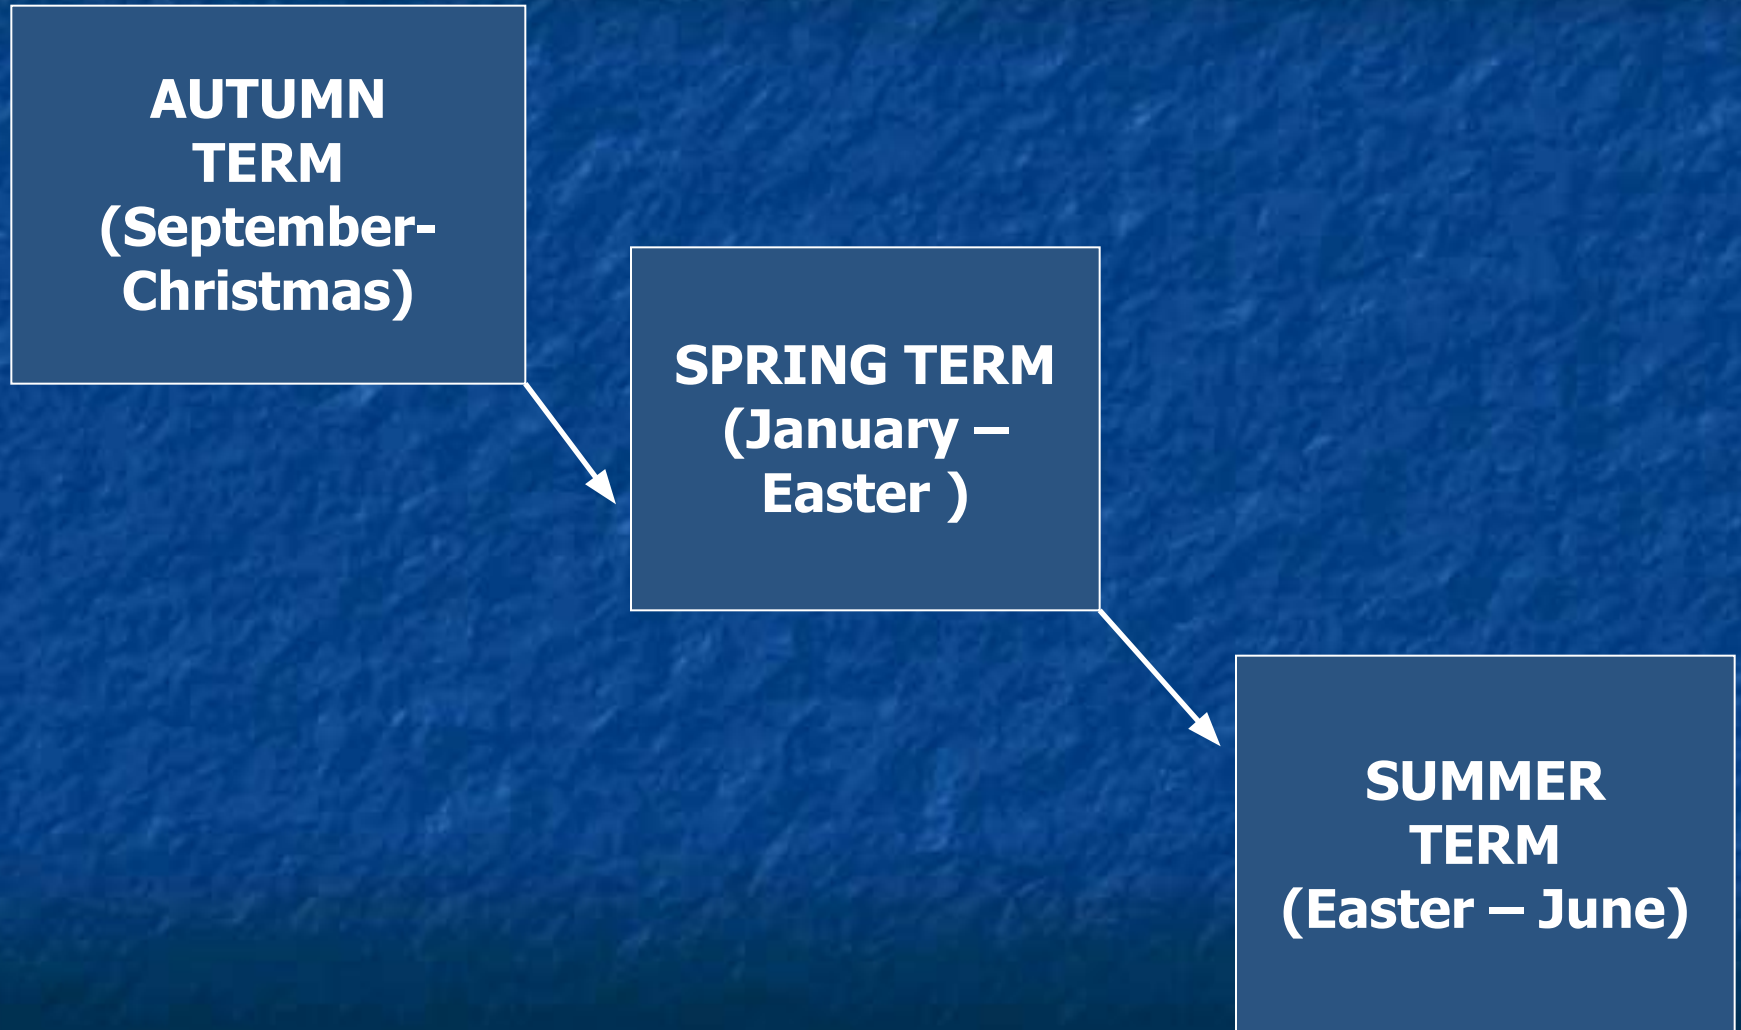 AUTUMN
TERM
(September-
Christmas)
SPRING TERM
(January –
Easter )
SUMMER
TERM
(Easter – June)